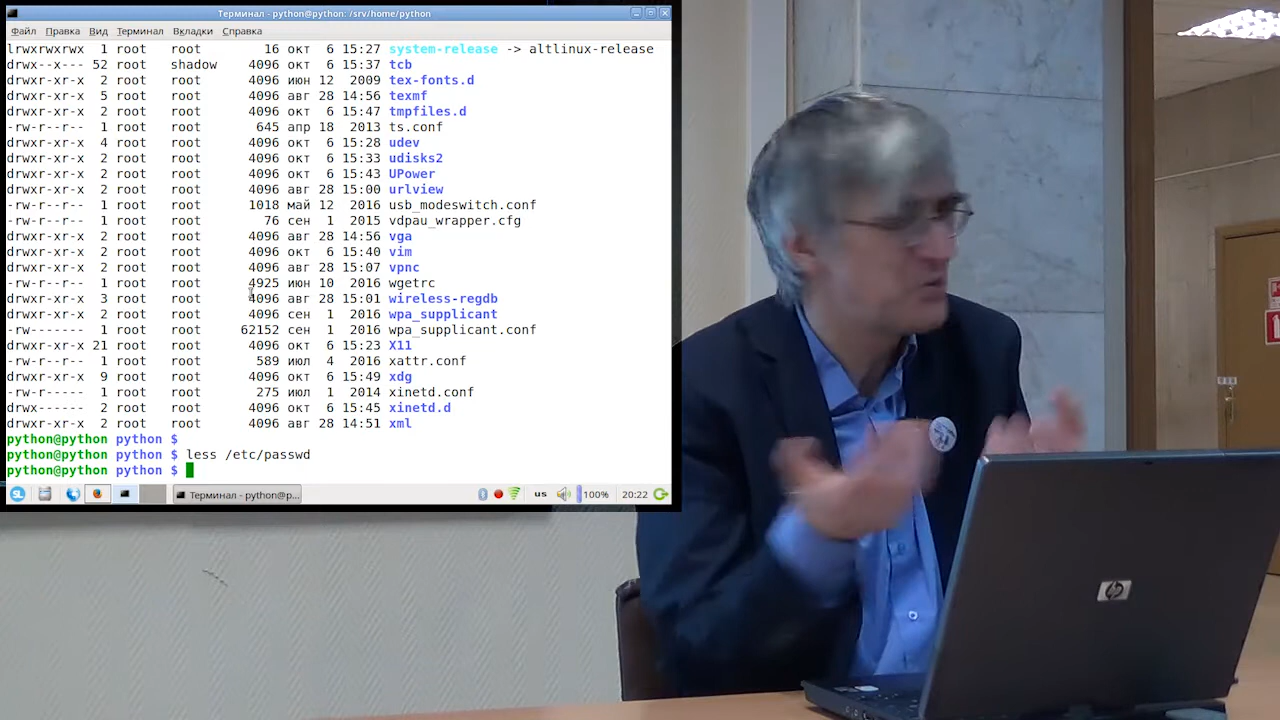 Терминал - python@python: /srv/home/python
Файл Правка Вид Терминал Вкладки Справка
lrwxrwxrwx 1 root root 16 окт 6 15:27 system-release -> altlinux-release
drwx--x--- 52 root shadow 4096 окт 6 15:37 tcb
drwxr-xr-x 2 root root 4096 июн 12 2009 tex-fonts.d
drwxr-xr-x 5 root root 4096 авг 28 14:56 texmf
drwxr-xr-x 2 root root 4096 окт 6 15:47 tmpfiles.d
-rw-r--r-- 1 root root 645 апр 18 2013 ts.conf
drwxr-xr-x 4 root root 4096 окт 6 15:28 udev
drwxr-xr-x 2 root root 4096 окт 6 15:33 udisks2
drwxr-xr-x 2 root root 4096 окт 6 15:43 UPower
drwxr-xr-x 2 root root 4096 авг 28 15:00 urlview
-rw-r--r-- 1 root root 1018 май 12 2016 usb_modeswitch.conf
-rw-r--r-- 1 root root 76 сен 1 2015 vdpau_wrapper.cfg
drwxr-xr-x 2 root root 4096 авг 28 14:56 vga
drwxr-xr-x 2 root root 4096 окт 6 15:40 vim
drwxr-xr-x 2 root root 4096 авг 28 15:07 vpnc
-rw-r--r-- 1 root root 4925 июн 10 2016 wgetrc
drwxr-xr-x 3 root root 4096 авг 28 15:01 wireless-regdb
drwxr-xr-x 2 root root 4096 сен 1 2016 wpa_supplicant
-rw------- 1 root root 62152 сен 1 2016 wpa_supplicant.conf
drwxr-xr-x 21 root root 4096 окт 6 15:23 X11
-rw-r--r-- 1 root root 589 июл 4 2016 xattr.conf
drwxr-xr-x 9 root root 4096 окт 6 15:49 xdg
-rw-r----- 1 root root 275 июл 1 2014 xinetd.conf
drwx------ 2 root root 4096 окт 6 15:45 xinetd.d
drwxr-xr-x 2 root root 4096 авг 28 14:51 xml
python@python python $
python@python python $ less /etc/passwd
python@python python $
Терминал - python@p... us 100% 20:22
hp